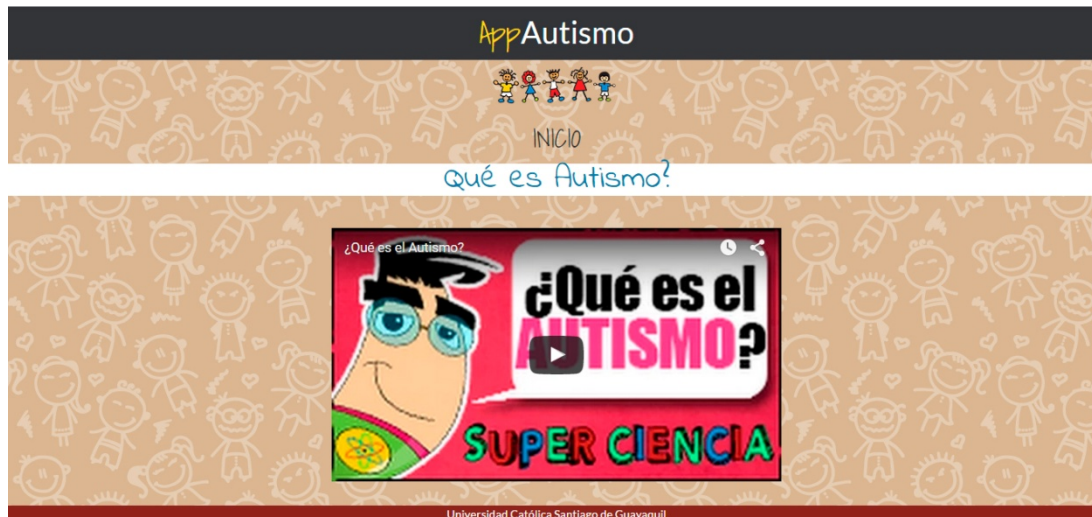 AppAutismo
INICIO
Qué es Autismo?
¿Qué es el Autismo?
¿Qué es el
AUTISMO?
SUPER CIENCIA
Universidad Católica Santiago de Guayaquil